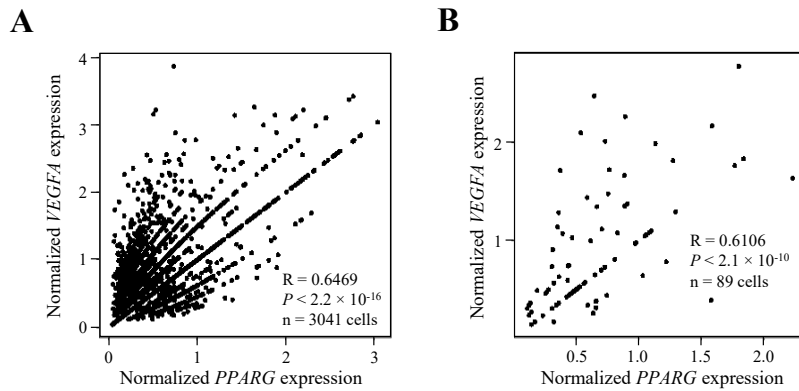 A
Normalized VEGFA expression
4
3
2
1
0
R = 0.6469
P < 2.2 × 10-16
n = 3041 cells
0 1 2 3
Normalized PPARG expression
B
Normalized VEGFA expression
2
1
R = 0.6106
P < 2.1 × 10-10
n = 89 cells
0.5 1.0 1.5 2.0
Normalized PPARG expression